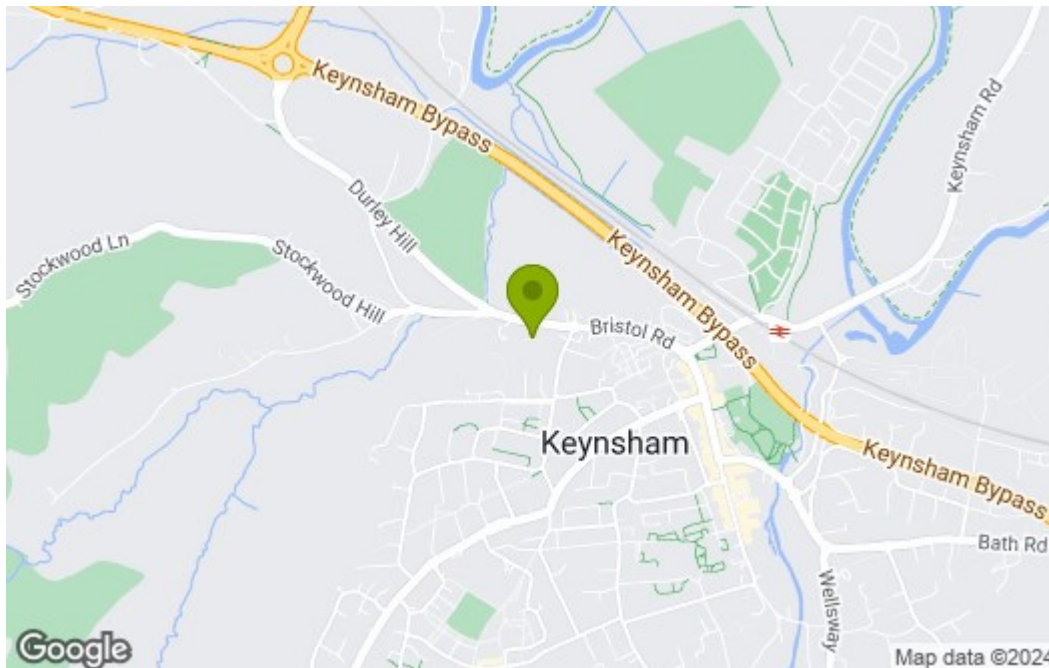 Keynsham Bypass
Keynsham Rd
Durley Hill
Stockwood Ln
Stockwood Hill
Keynsham Bypass
Bristol Rd
Keynsham
Keynsham Bypass
Bath Rd
Wellsway
Google
Map data ©2024